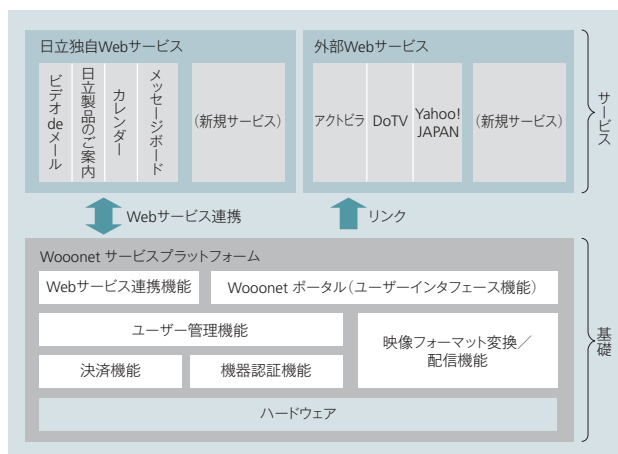 日立独自Webサービス
ビデオdeメール
日立製品のご案内
カレンダー
メッセージボード
(新規サービス)
外部Webサービス
アクトビラ
DoTV
Yahoo!
JAPAN
(新規サービス)
サービス
Webサービス連携
リンク
Wooonet サービスプラットフォーム
Webサービス連携機能
Wooonet ポータル(ユーザーインタフェース機能)
ユーザー管理機能
映像フォーマット変換/
配信機能
決済機能
機器認証機能
ハードウェア
基礎